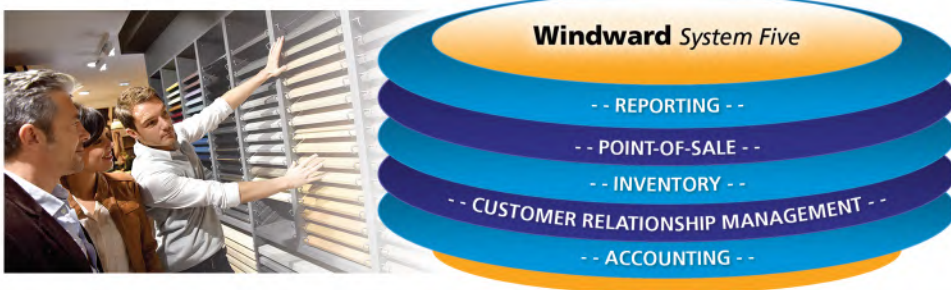 Windward System Five
- - REPORTING - -
- - POINT-OF-SALE - -
- - INVENTORY - -
- - CUSTOMER RELATIONSHIP MANAGEMENT - -
- - ACCOUNTING - -